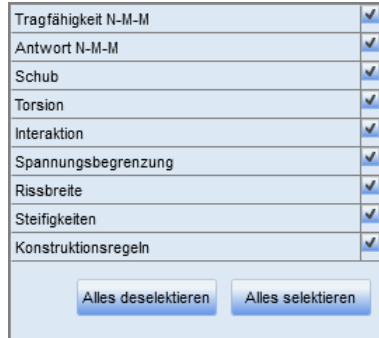 Tragfähigkeit N-M-M
Antwort N-M-M
Schub
Torsion
Interaktion
Spannungsbegrenzung
Rissbreite
Steifigkeiten
Konstruktionsregeln
Alles deselektieren Alles selektieren